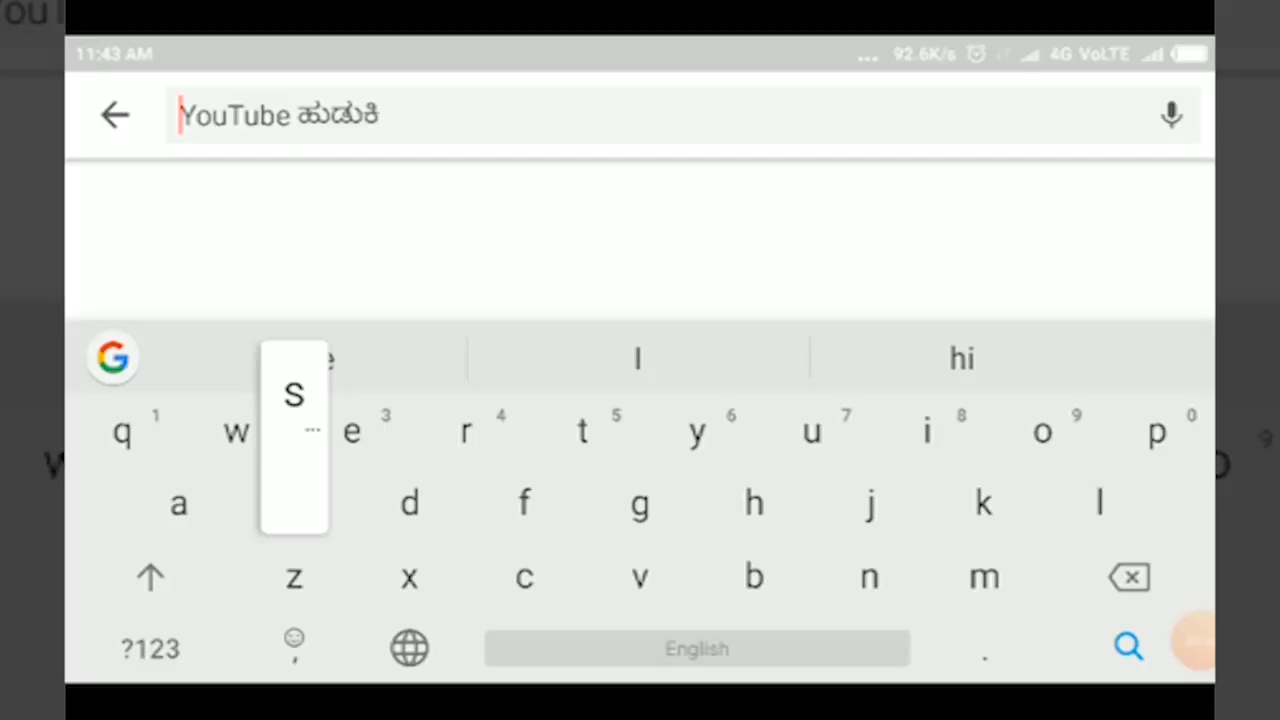 11:43 AM ... 92.6K/s 4G VoLTE
YouTube ಹುಡುಕಿ
I hi
S
q 1 w e 3 r 4 t 5 y 6 u 7 i 8 o 9 p 0
a d f g h j k l
z x c v b n m
?123 , English .